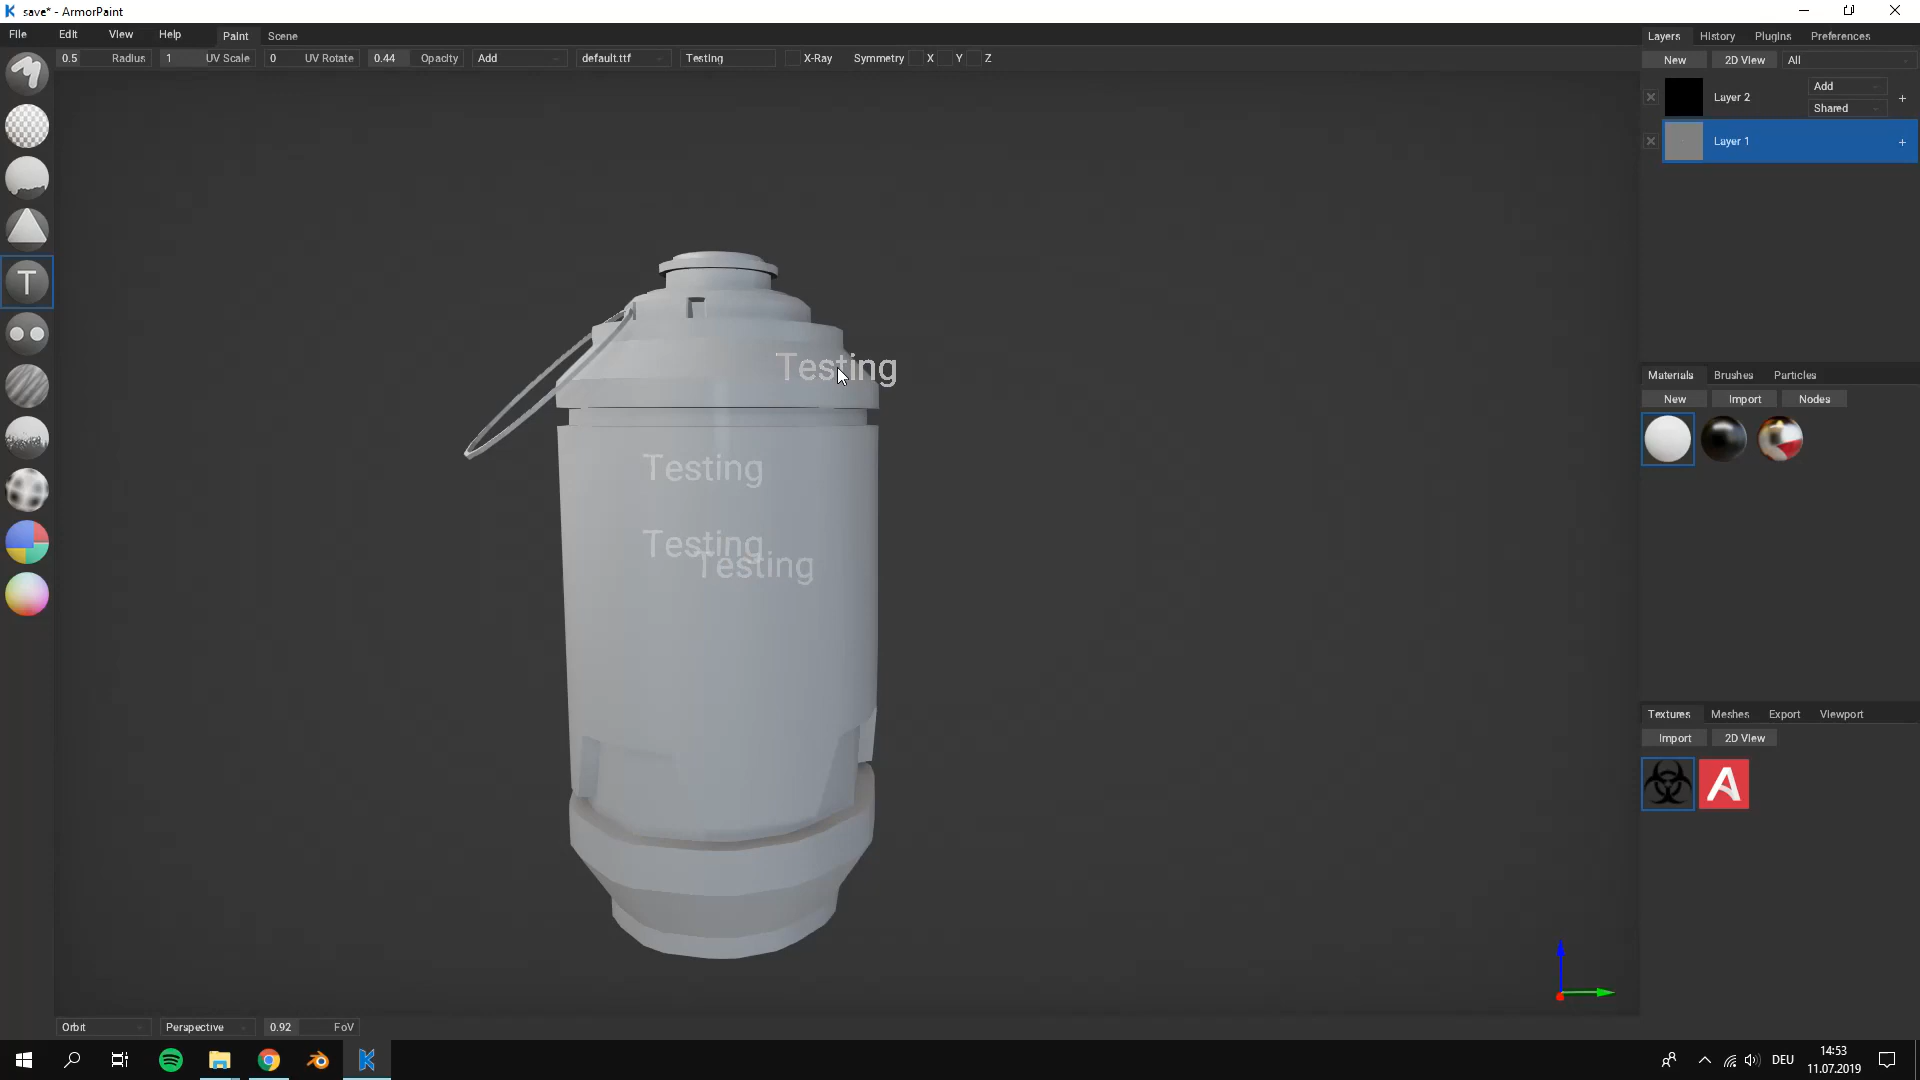 save* - ArmorPaint
File Edit View Help Paint Scene
0.5 Radius 1 UV Scale 0 UV Rotate 0.44 Opacity Add default.ttf Testing X-Ray Symmetry X Y Z
Layers History Plugins Preferences
New 2D View All
Layer 2 Add
Shared
Layer 1
T
Testing
Testing
Testing
Testing
Materials Brushes Particles
New Import Nodes
Textures Meshes Export Viewport
Import 2D View
A
Orbit Perspective 0.92 FoV
DEU 14:53
11.07.2019